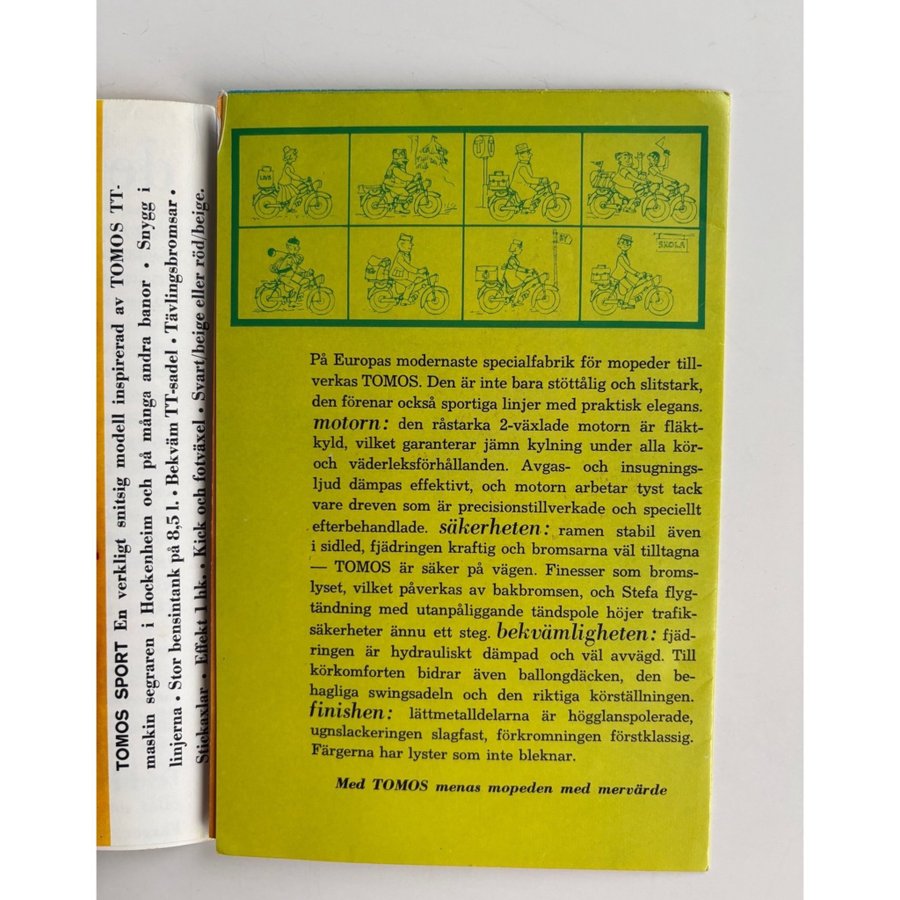 TOMOS SPORT En verkligt snitsig modell inspirerad av TOMOS TT-
maskin segraren i Hockenheim och på många andra banor • Snygg i
linjerna • Stor bensintank på 8,5 l. • Bekväm TT-sadel • Tävlingsbromsar •
Stickaxlar • Effekt 1 hk. • Kick och fotväxel • Svart/beige eller röd/beige.
LIVS
SKOLA
På Europas modernaste specialfabrik för mopeder till-
verkas TOMOS. Den är inte bara stöttålig och slitstark,
den förenar också sportiga linjer med praktisk elegans.
motorn: den råstarka 2-växlade motorn är fläkt-
kyld, vilket garanterar jämn kylning under alla kör-
och väderleksförhållanden. Avgas- och insugnings-
ljud dämpas effektivt, och motorn arbetar tyst tack
vare dreven som är precisionstillverkade och speciellt
efterbehandlade. säkerheten: ramen stabil även
i sidled, fjädringen kraftig och bromsarna väl tilltagna
— TOMOS är säker på vägen. Finesser som broms-
lyset, vilket påverkas av bakbromsen, och Stefa flyg-
tändning med utanpåliggande tändspole höjer trafik-
säkerheter ännu ett steg. bekvämligheten: fjäd-
ringen är hydrauliskt dämpad och väl avvägd. Till
körkomforten bidrar även ballongdäcken, den be-
hagliga swingsadeln och den riktiga körställningen.
finishen: lättmetalldelarna är högglanspolerade,
ugnslackeringen slagfast, förkromningen förstklassig.
Färgerna har lyster som inte bleknar.
Med TOMOS menas mopeden med mervärde